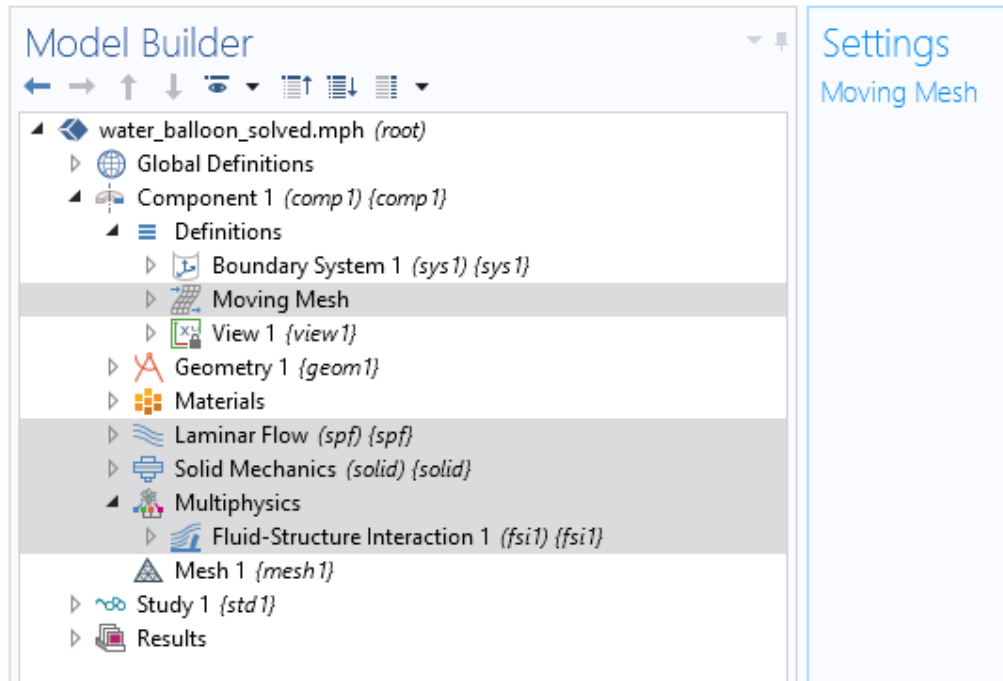 Model Builder
water_balloon_solved.mph (root)
Global Definitions
Component 1 (comp1) {comp1}
Definitions
Boundary System 1 (sys1) {sys1}
Moving Mesh
View 1 {view1}
Geometry 1 {geom1}
Materials
Laminar Flow (spf) {spf}
Solid Mechanics (solid) {solid}
Multiphysics
Fluid-Structure Interaction 1 (fsi1) {fsi1}
Mesh 1 {mesh1}
Study 1 {std1}
Results
Settings
Moving Mesh